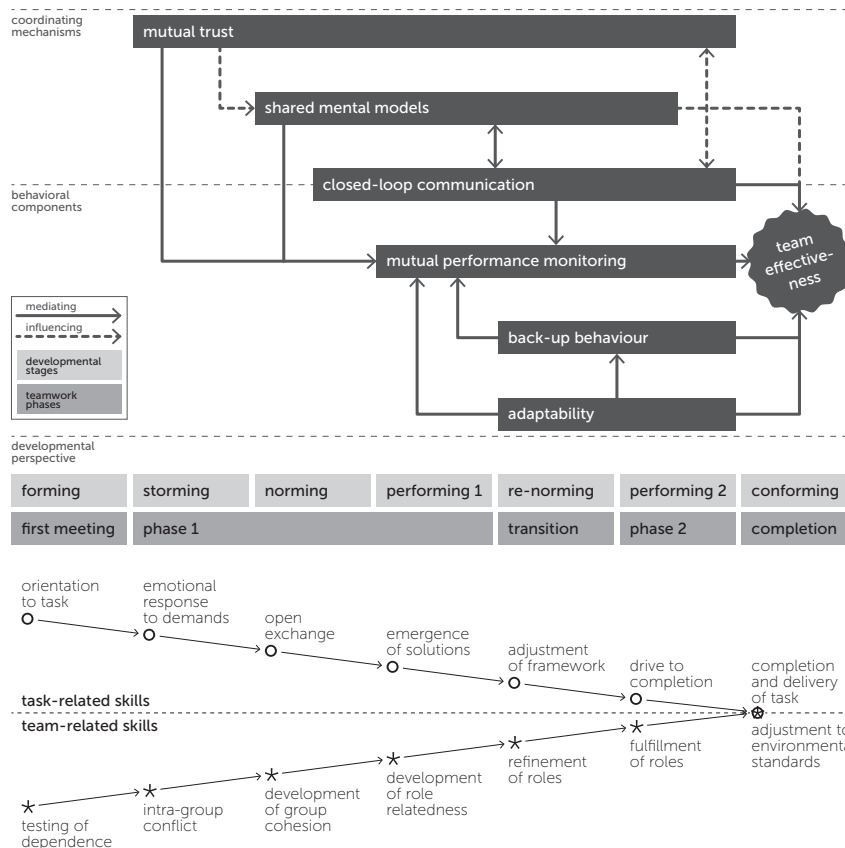 coordinating
mechanisms
mutual trust
shared mental models
closed-loop communication
behavioral
components
mutual performance monitoring
team
effective-
ness
mediating
influencing
developmental
stages
teamwork
phases
back-up behaviour
adaptability
developmental
perspective
forming
storming
norming
performing 1
re-norming
performing 2
conforming
first meeting
phase 1
transition
phase 2
completion
orientation
to task
emotional
response
to demands
open
exchange
emergence
of solutions
adjustment
of framework
drive to
completion
completion
and delivery
of task
task-related skills
team-related skills
testing of
dependence
intra-group
conflict
development
of group
cohesion
development
of role
relatedness
refinement
of roles
fulfillment
of roles
adjustment to
environmenta
standards